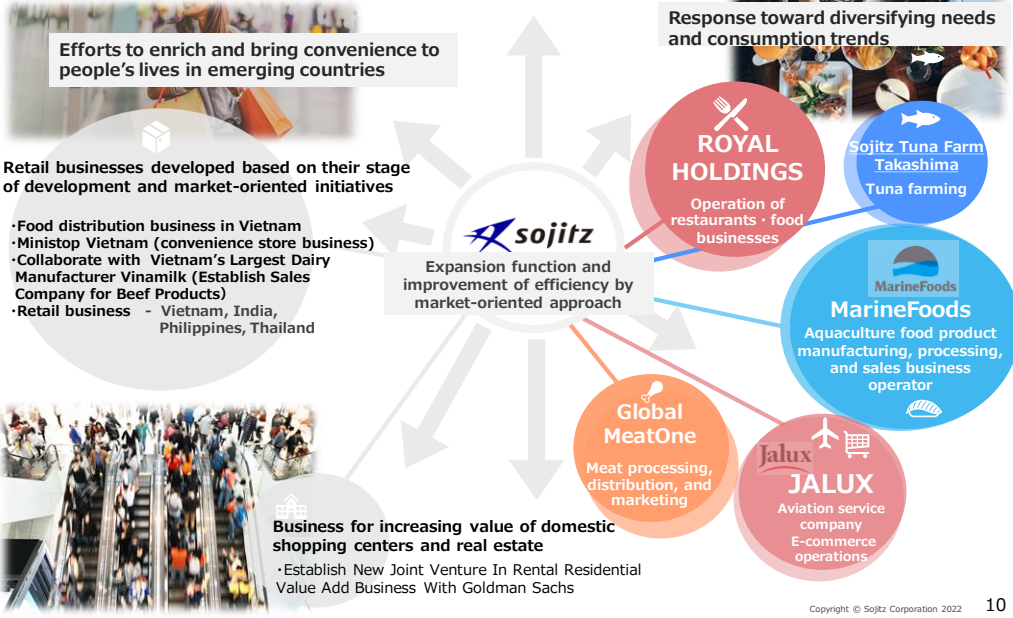 Efforts to enrich and bring convenience to
people's lives in emerging countries
Response toward diversifying needs
and consumption trends
Retail businesses developed based on their stage
of development and market-oriented initiatives
・Food distribution business in Vietnam
・Ministop Vietnam (convenience store business)
・Collaborate with Vietnam's Largest Dairy
Manufacturer Vinamilk (Establish Sales
Company for Beef Products)
・Retail business - Vietnam, India,
Philippines, Thailand
sojitz
Expansion function and
improvement of efficiency by
market-oriented approach
ROYAL
HOLDINGS
Operation of
restaurants・food
businesses
Sojitz Tuna Farm
Takashima
Tuna farming
MarineFoods
MarineFoods
Aquaculture food product
manufacturing, processing,
and sales business
operator
Global
MeatOne
Meat processing,
distribution, and
marketing
Jalux
JALUX
Aviation service
company
E-commerce
operations
Business for increasing value of domestic
shopping centers and real estate
・Establish New Joint Venture In Rental Residential
Value Add Business With Goldman Sachs
Copyright © Sojitz Corporation 2022
10